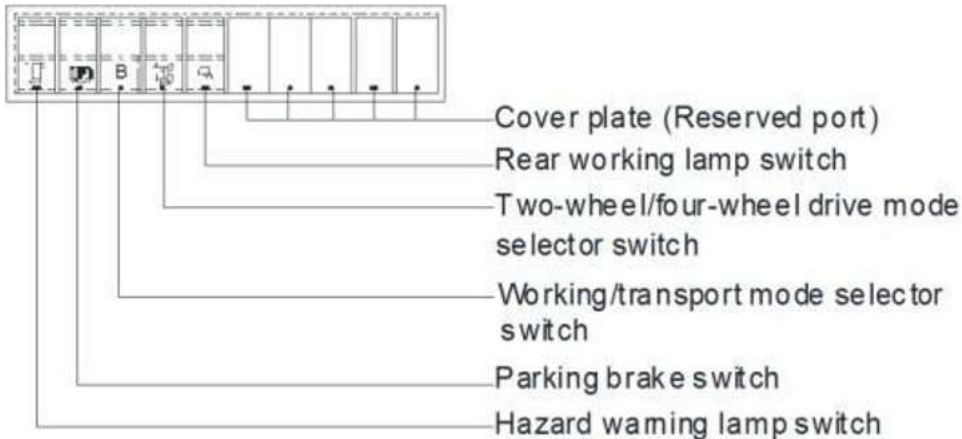 B
Cover plate (Reserved port)
Rear working lamp switch
Two-wheel/four-wheel drive mode
selector switch
Working/transport mode selector
switch
Parking brake switch
Hazard warning lamp switch